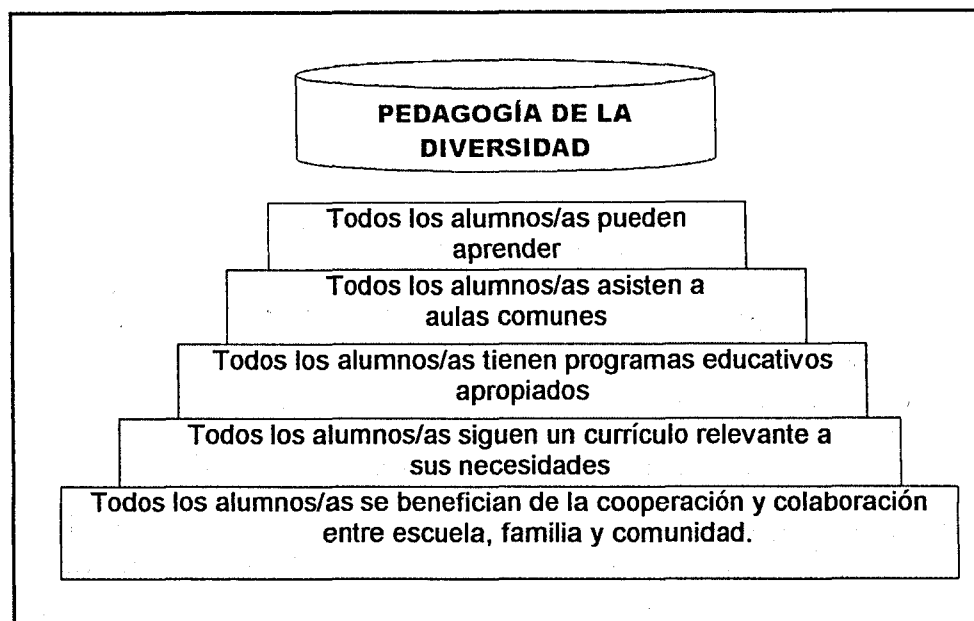 PEDAGOGÍA DE LA
DIVERSIDAD
Todos los alumnos/as pueden
aprender
Todos los alumnos/as asisten a
aulas comunes
Todos los alumnos/as tienen programas educativos
apropiados
Todos los alumnos/as siguen un currículo relevante a
sus necesidades
Todos los alumnos/as se benefician de la cooperación y colaboración
entre escuela, familia y comunidad.